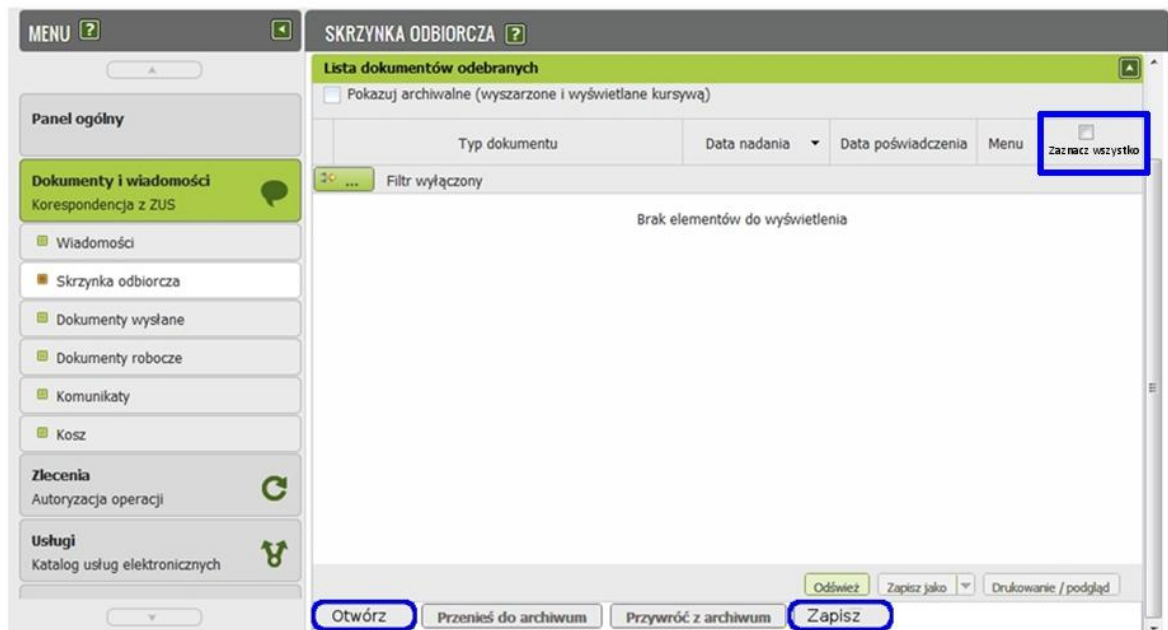 MENU ?
SKRZYNKA ODBIORCZA ?
Lista dokumentów odebranych
Pokazuj archiwalne (wyszarzone i wyświetlane kursywą)
Panel ogólny
Typ dokumentu Data nadania Data poświadczenia Menu Zaznacz wszystko
Dokumenty i wiadomości
Korespondencja z ZUS
... Filtr wyłączony
Brak elementów do wyświetlenia
Wiadomości
Skrzynka odbiorcza
Dokumenty wysłane
Dokumenty robocze
Komunikaty
Kosz
Zlecenia
Autoryzacja operacji
Usługi
Katalog usług elektronicznych
Odśwież Zapisz jako Drukowanie / podgląd
Otwórz Przenieś do archiwum Przywróć z archiwum Zapisz